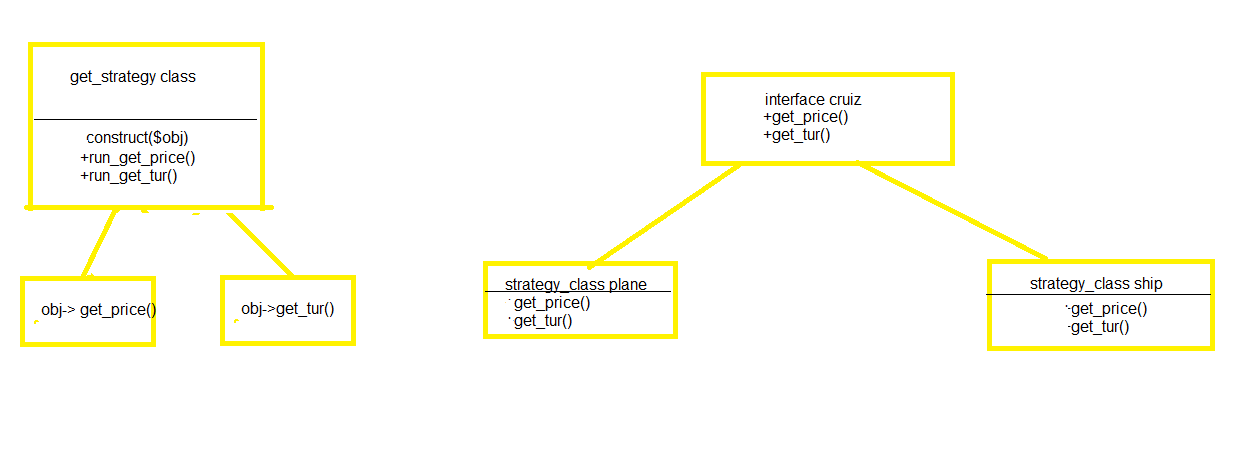 get_strategy class
construct($obj)
+run_get_price()
+run_get_tur()
obj-> get_price()
obj->get_tur()
interface cruiz
+get_price()
+get_tur()
strategy_class plane
get_price()
get_tur()
strategy_class ship
-get_price()
-get_tur()